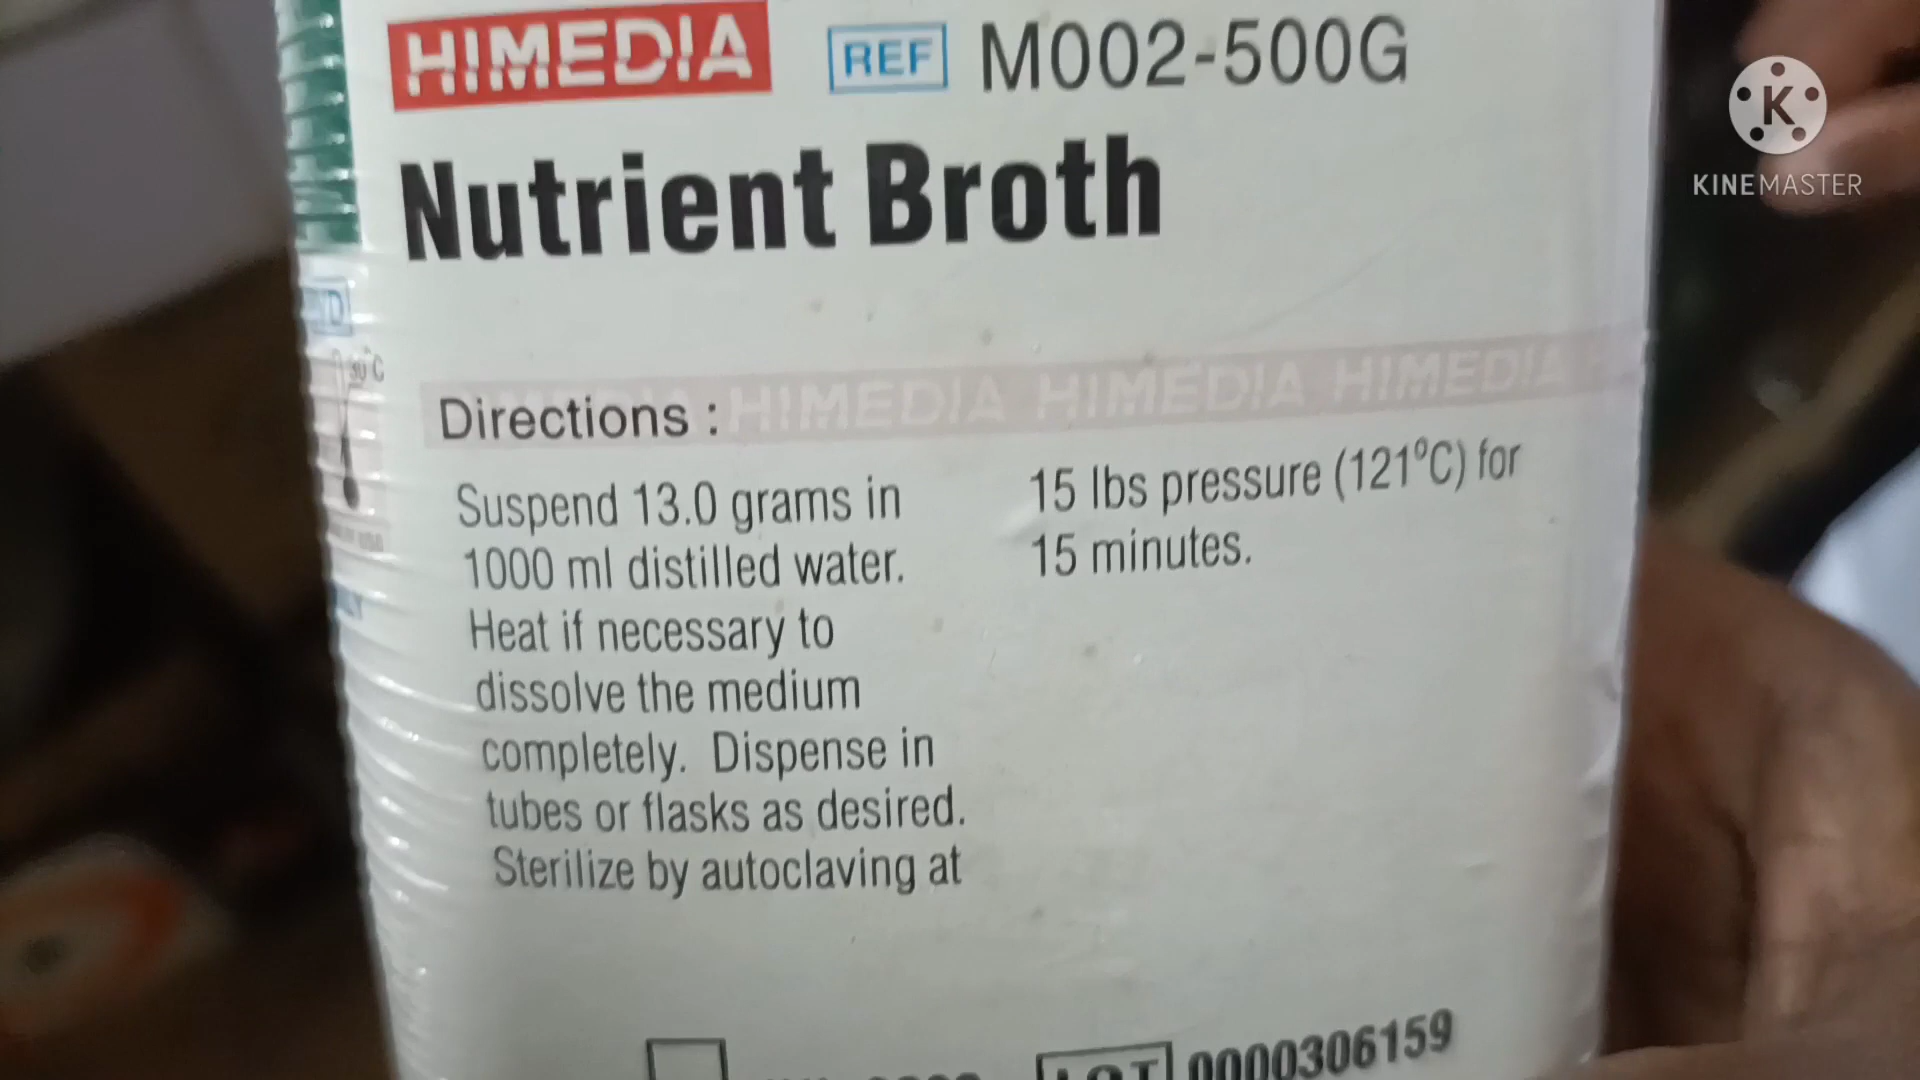 HIMEDIA REF M002-500G
K
KINEMASTER
Nutrient Broth
Directions : HIMEDIA HIMEDIA HIMEDIA
Suspend 13.0 grams in
1000 ml distilled water.
Heat if necessary to
dissolve the medium
completely. Dispense in
tubes or flasks as desired.
Sterilize by autoclaving at
15 lbs pressure (121°C) for
15 minutes.
LOT 0000306159